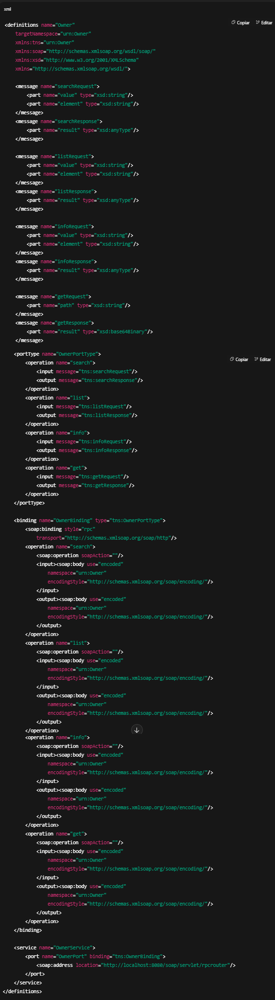 xml
Copiar Editar
<definitions name="Owner"
targetNamespace="urn:Owner"
xmlns:tns="urn:Owner"
xmlns:soap="http://schemas.xmlsoap.org/wsdl/soap/"
xmlns:xsd="http://www.w3.org/2001/XMLSchema"
xmlns="http://schemas.xmlsoap.org/wsdl/">
<message name="searchRequest">
<part name="value" type="xsd:string"/>
<part name="element" type="xsd:string"/>
</message>
<message name="searchResponse">
<part name="result" type="xsd:anyType"/>
</message>
<message name="listRequest">
<part name="value" type="xsd:string"/>
<part name="element" type="xsd:string"/>
</message>
<message name="listResponse">
<part name="result" type="xsd:anyType"/>
</message>
<message name="infoRequest">
<part name="value" type="xsd:string"/>
<part name="element" type="xsd:string"/>
</message>
<message name="infoResponse">
<part name="result" type="xsd:anyType"/>
</message>
<message name="getRequest">
<part name="path" type="xsd:string"/>
</message>
<message name="getResponse">
<part name="result" type="xsd:base64Binary"/>
</message>
<portType name="OwnerPortType">
Copiar Editar
<operation name="search">
<input message="tns:searchRequest"/>
<output message="tns:searchResponse"/>
</operation>
<operation name="list">
<input message="tns:listRequest"/>
<output message="tns:listResponse"/>
</operation>
<operation name="info">
<input message="tns:infoRequest"/>
<output message="tns:infoResponse"/>
</operation>
<operation name="get">
<input message="tns:getRequest"/>
<output message="tns:getResponse"/>
</operation>
</portType>
<binding name="OwnerBinding" type="tns:OwnerPortType">
<soap:binding style="rpc"
transport="http://schemas.xmlsoap.org/soap/http"/>
<operation name="search">
<soap:operation soapAction=""/>
<input><soap:body use="encoded"
namespace="urn:Owner"
encodingStyle="http://schemas.xmlsoap.org/soap/encoding/"/>
</input>
<output><soap:body use="encoded"
namespace="urn:Owner"
encodingStyle="http://schemas.xmlsoap.org/soap/encoding/"/>
</output>
</operation>
<operation name="list">
<soap:operation soapAction=""/>
<input><soap:body use="encoded"
namespace="urn:Owner"
encodingStyle="http://schemas.xmlsoap.org/soap/encoding/"/>
</input>
<output><soap:body use="encoded"
namespace="urn:Owner"
encodingStyle="http://schemas.xmlsoap.org/soap/encoding/"/>
</output>
</operation>
<operation name="info">
<soap:operation soapAction=""/>
<input><soap:body use="encoded"
namespace="urn:Owner"
encodingStyle="http://schemas.xmlsoap.org/soap/encoding/"/>
</input>
<output><soap:body use="encoded"
namespace="urn:Owner"
encodingStyle="http://schemas.xmlsoap.org/soap/encoding/"/>
</output>
</operation>
<operation name="get">
<soap:operation soapAction=""/>
<input><soap:body use="encoded"
namespace="urn:Owner"
encodingStyle="http://schemas.xmlsoap.org/soap/encoding/"/>
</input>
<output><soap:body use="encoded"
namespace="urn:Owner"
encodingStyle="http://schemas.xmlsoap.org/soap/encoding/"/>
</output>
</operation>
</binding>
<service name="OwnerService">
<port name="OwnerPort" binding="tns:OwnerBinding">
<soap:address location="http://localhost:8080/soap/servlet/rpcrouter"/>
</port>
</service>
</definitions>